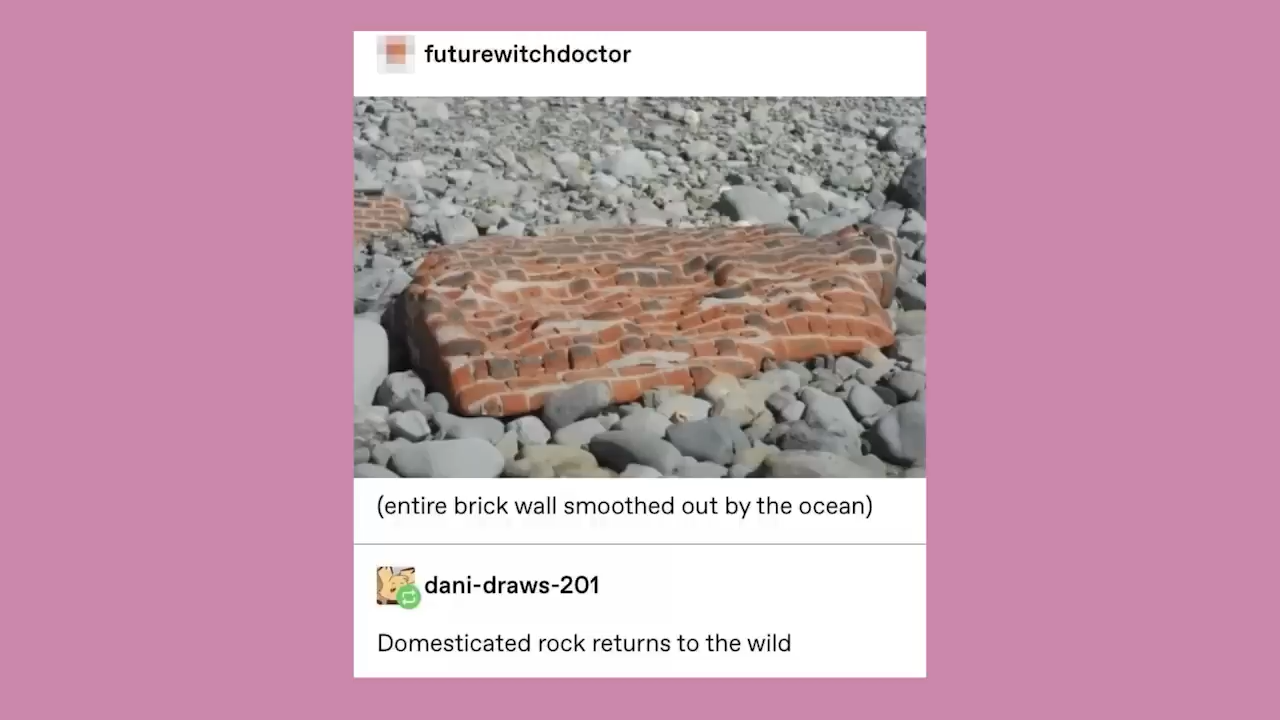 futurewitchdoctor
(entire brick wall smoothed out by the ocean)
dani-draws-201
Domesticated rock returns to the wild